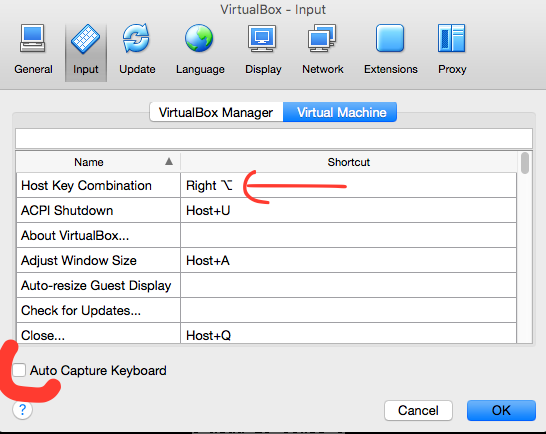 VirtualBox - Input
General Input Update Language Display Network Extensions Proxy
VirtualBox Manager Virtual Machine
Name ▲ Shortcut
Host Key Combination Right ⌥
ACPI Shutdown Host+U
About VirtualBox...
Adjust Window Size Host+A
Auto-resize Guest Display
Check for Updates...
Close... Host+Q
Auto Capture Keyboard
? Cancel OK